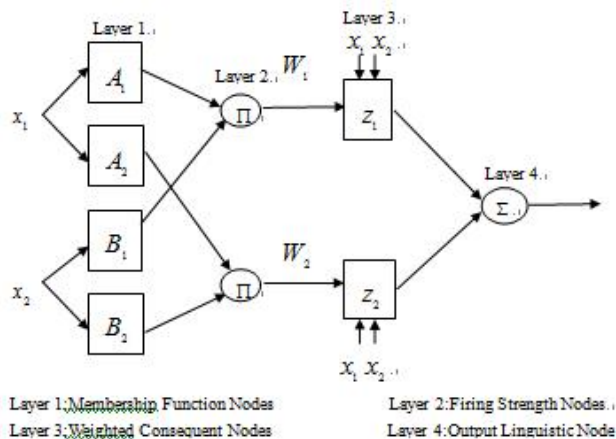 Layer 1.
Layer 3.
x₁ x₂
Layer 2.
W₁
A₁
Π
z₁
x₁
A₂
Layer 4.
Σ
B₁
W₂
x₂
Π
z₂
B₂
x₁ x₂
Layer 1:Membership Function Nodes
Layer 2:Firing Strength Nodes.
Layer 3:Weighted Consequent Nodes
Layer 4:Output Linguistic Node